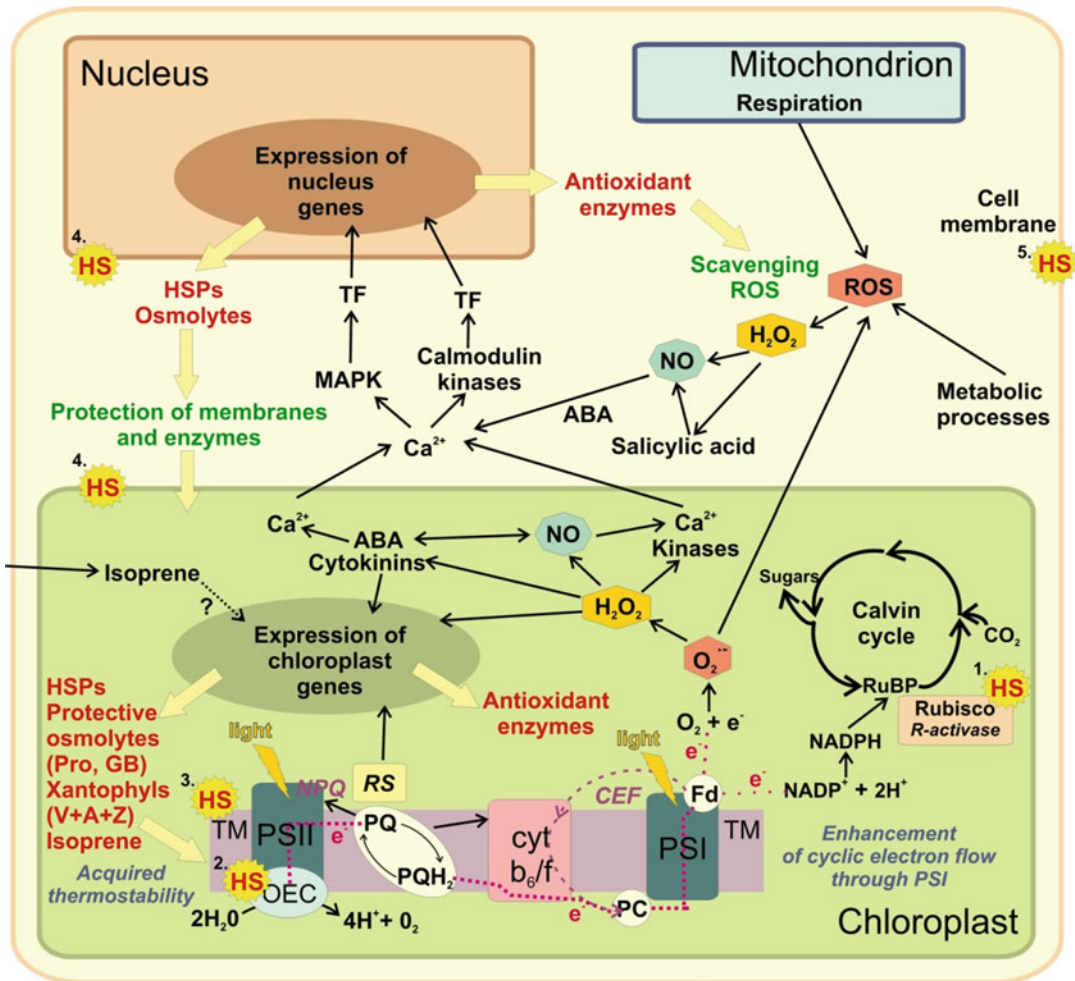 Nucleus
Expression of
nucleus
genes
Mitochondrion
Respiration
Antioxidant
enzymes
Cell
membrane
4.
HS
5.
HS
HSPs
Osmolytes
TF
TF
Scavenging
ROS
ROS
H₂O₂
NO
MAPK
Calmodulin
kinases
Metabolic
processes
Protection of membranes
and enzymes
ABA
Salicylic acid
Ca²⁺
4.
HS
Ca²⁺
ABA
Cytokinins
NO
Ca²⁺
Kinases
Isoprene
?
H₂O₂
Sugars
Calvin
cycle
CO₂
Expression of
chloroplast
genes
O₂˙⁻
RuBP
1.
HS
Rubisco
R-activase
HSPs
Protective
osmolytes
(Pro, GB)
Xantophyls
(V+A+Z)
Isoprene
Antioxidant
enzymes
O₂ + e⁻
NADPH
light
light
e⁻
e⁻
NADP⁺ + 2H⁺
3.
HS
NPQ
RS
CEF
Fd
TM
PSII
e⁻
PQ
PQH₂
cyt
b₆/f
PSI
TM
Enhancement
of cyclic electron flow
through PSI
Acquired
thermostability
2.
HS
OEC
2H₂0
4H⁺+ 0₂
e⁻
PC
Chloroplast